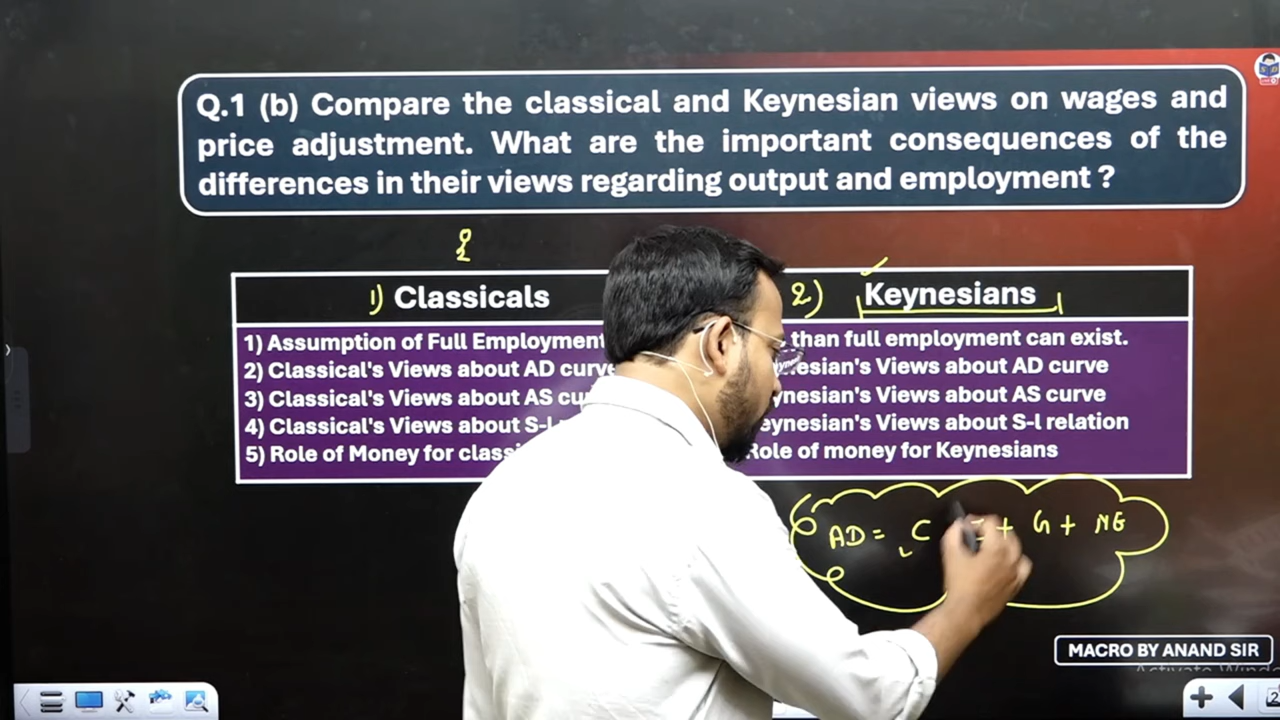 Q.1 (b) Compare the classical and Keynesian views on wages and
price adjustment. What are the important consequences of the
differences in their views regarding output and employment ?
1) Classicals
2) Keynesians
1) Assumption of Full Employment
than full employment can exist.
2) Classical's Views about AD curve
Views about AD curve
3) Classical's Views about AS
Keynesian's Views about AS curve
4) Classical's Views about S-I
Keynesian's Views about S-I relation
5) Role of Money for
Role of money for Keynesians
AD = C I + G +
MACRO BY ANAND SIR